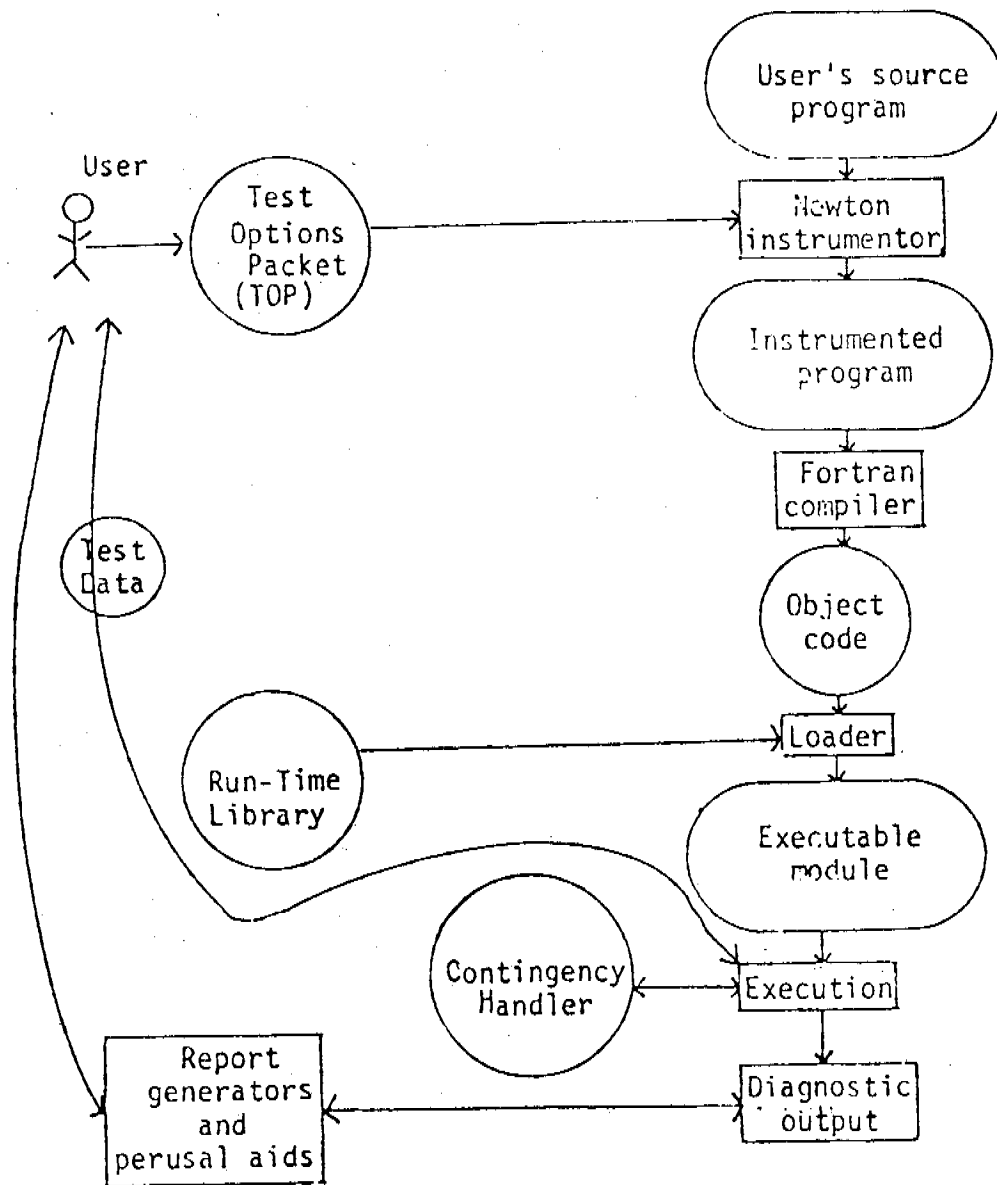 User's source
program
User
Test
Options
Packet
(TOP)
Newton
instrumentor
Instrumented
program
Fortran
compiler
Test
Data
Object
code
Loader
Run-Time
Library
Executable
module
Contingency
Handler
Execution
Report
generators
and
perusal aids
Diagnostic
output